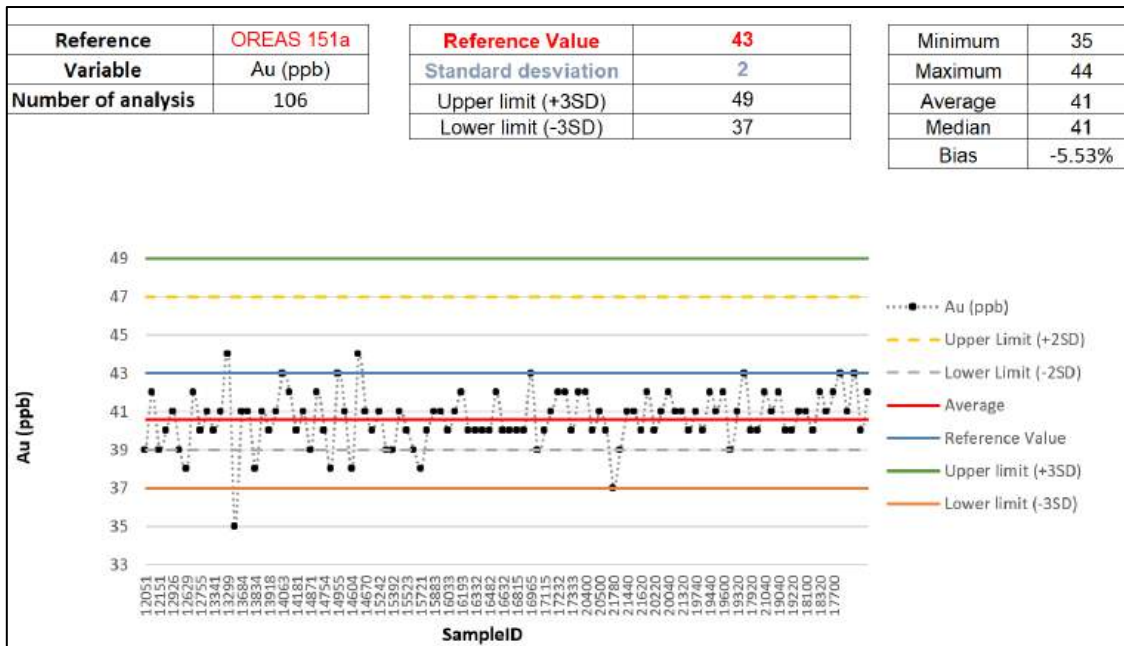 Reference OREAS 151a
Variable Au (ppb)
Number of analysis 106
Reference Value 43
Standard desviation 2
Upper limit (+3SD) 49
Lower limit (-3SD) 37
Minimum 35
Maximum 44
Average 41
Median 41
Bias -5.53%
49
47
45
43
41
39
37
35
33
Au (ppb)
12051
12151
12926
12629
12755
13341
13299
13684
13834
13918
14063
14181
14871
14754
14955
14604
14670
15242
15392
15523
15721
15883
16033
16193
16332
16482
16632
16815
16965
17115
17232
17333
20400
20500
21780
21440
21620
20220
20040
21320
19740
19440
19600
17920
21040
19040
19220
18100
18320
17700
SampleID
Au (ppb)
Upper Limit (+2SD)
Lower Limit (-2SD)
Average
Reference Value
Upper limit (+3SD)
Lower limit (-3SD)